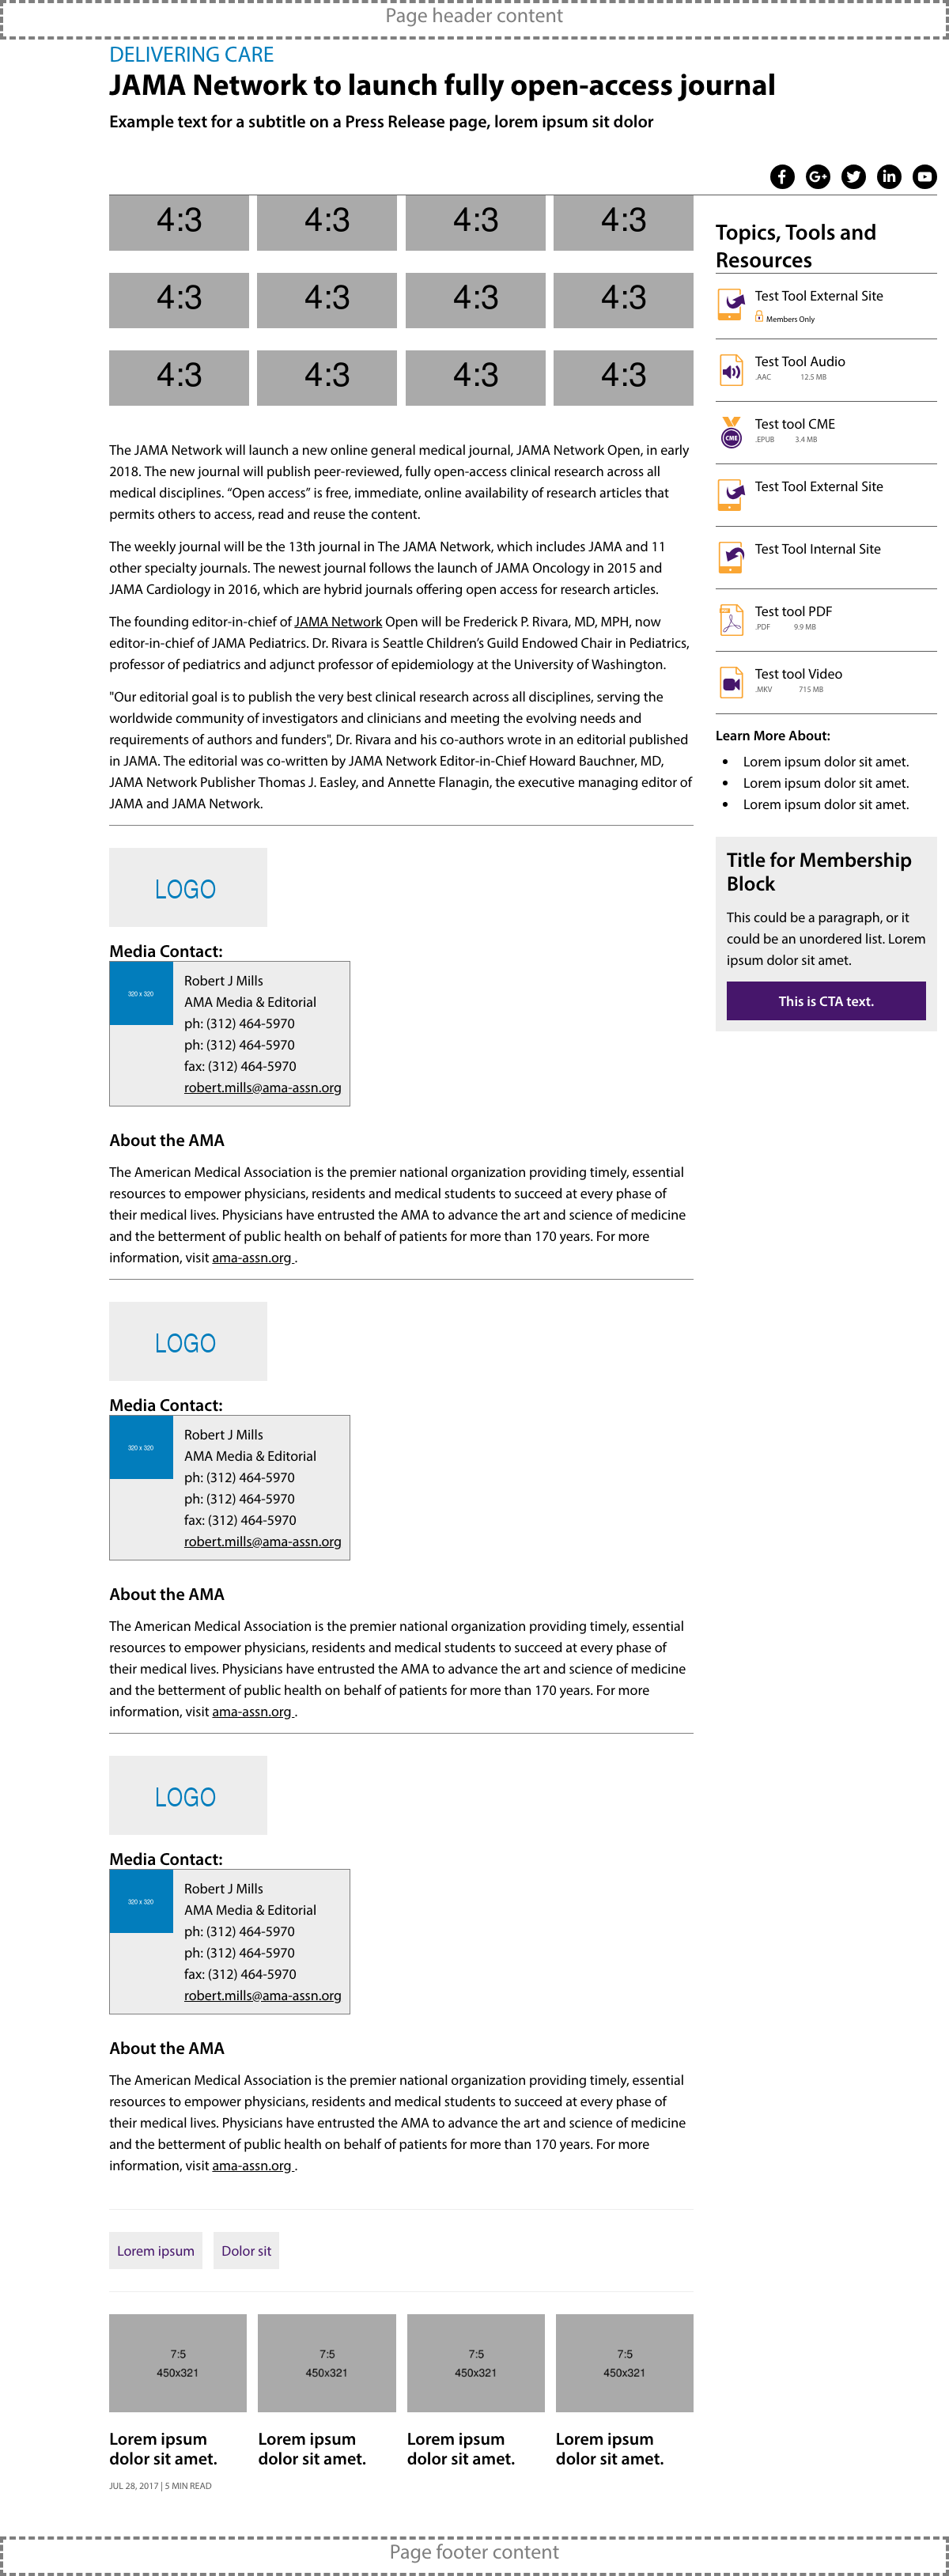 Page header content
DELIVERING CARE
JAMA Network to launch fully open-access journal
Example text for a subtitle on a Press Release page, lorem ipsum sit dolor
4:3 4:3 4:3 4:3
4:3 4:3 4:3 4:3
4:3 4:3 4:3 4:3
The JAMA Network will launch a new online general medical journal, JAMA Network Open, in early
2018. The new journal will publish peer-reviewed, fully open-access clinical research across all
medical disciplines. “Open access” is free, immediate, online availability of research articles that
permits others to access, read and reuse the content.
The weekly journal will be the 13th journal in The JAMA Network, which includes JAMA and 11
other specialty journals. The newest journal follows the launch of JAMA Oncology in 2015 and
JAMA Cardiology in 2016, which are hybrid journals offering open access for research articles.
The founding editor-in-chief of JAMA Network Open will be Frederick P. Rivara, MD, MPH, now
editor-in-chief of JAMA Pediatrics. Dr. Rivara is Seattle Children’s Guild Endowed Chair in Pediatrics,
professor of pediatrics and adjunct professor of epidemiology at the University of Washington.
"Our editorial goal is to publish the very best clinical research across all disciplines, serving the
worldwide community of investigators and clinicians and meeting the evolving needs and
requirements of authors and funders", Dr. Rivara and his co-authors wrote in an editorial published
in JAMA. The editorial was co-written by JAMA Network Editor-in-Chief Howard Bauchner, MD,
JAMA Network Publisher Thomas J. Easley, and Annette Flanagin, the executive managing editor of
JAMA and JAMA Network.
LOGO
Media Contact:
320 x 320
Robert J Mills
AMA Media & Editorial
ph: (312) 464-5970
ph: (312) 464-5970
fax: (312) 464-5970
robert.mills@ama-assn.org
About the AMA
The American Medical Association is the premier national organization providing timely, essential
resources to empower physicians, residents and medical students to succeed at every phase of
their medical lives. Physicians have entrusted the AMA to advance the art and science of medicine
and the betterment of public health on behalf of patients for more than 170 years. For more
information, visit ama-assn.org .
LOGO
Media Contact:
320 x 320
Robert J Mills
AMA Media & Editorial
ph: (312) 464-5970
ph: (312) 464-5970
fax: (312) 464-5970
robert.mills@ama-assn.org
About the AMA
The American Medical Association is the premier national organization providing timely, essential
resources to empower physicians, residents and medical students to succeed at every phase of
their medical lives. Physicians have entrusted the AMA to advance the art and science of medicine
and the betterment of public health on behalf of patients for more than 170 years. For more
information, visit ama-assn.org .
LOGO
Media Contact:
320 x 320
Robert J Mills
AMA Media & Editorial
ph: (312) 464-5970
ph: (312) 464-5970
fax: (312) 464-5970
robert.mills@ama-assn.org
About the AMA
The American Medical Association is the premier national organization providing timely, essential
resources to empower physicians, residents and medical students to succeed at every phase of
their medical lives. Physicians have entrusted the AMA to advance the art and science of medicine
and the betterment of public health on behalf of patients for more than 170 years. For more
information, visit ama-assn.org .
Lorem ipsum Dolor sit
7:5 7:5 7:5 7:5
450x321 450x321 450x321 450x321
Lorem ipsum Lorem ipsum Lorem ipsum Lorem ipsum
dolor sit amet. dolor sit amet. dolor sit amet. dolor sit amet.
JUL 28, 2017 | 5 MIN READ
Topics, Tools and
Resources
Test Tool External Site
Members Only
Test Tool Audio
.AAC 12.5 MB
CME
Test tool CME
.EPUB 3.4 MB
Test Tool External Site
Test Tool Internal Site
Test tool PDF
.PDF 9.9 MB
Test tool Video
.MKV 715 MB
Learn More About:
Lorem ipsum dolor sit amet.
Lorem ipsum dolor sit amet.
Lorem ipsum dolor sit amet.
Title for Membership
Block
This could be a paragraph, or it
could be an unordered list. Lorem
ipsum dolor sit amet.
This is CTA text.
Page footer content